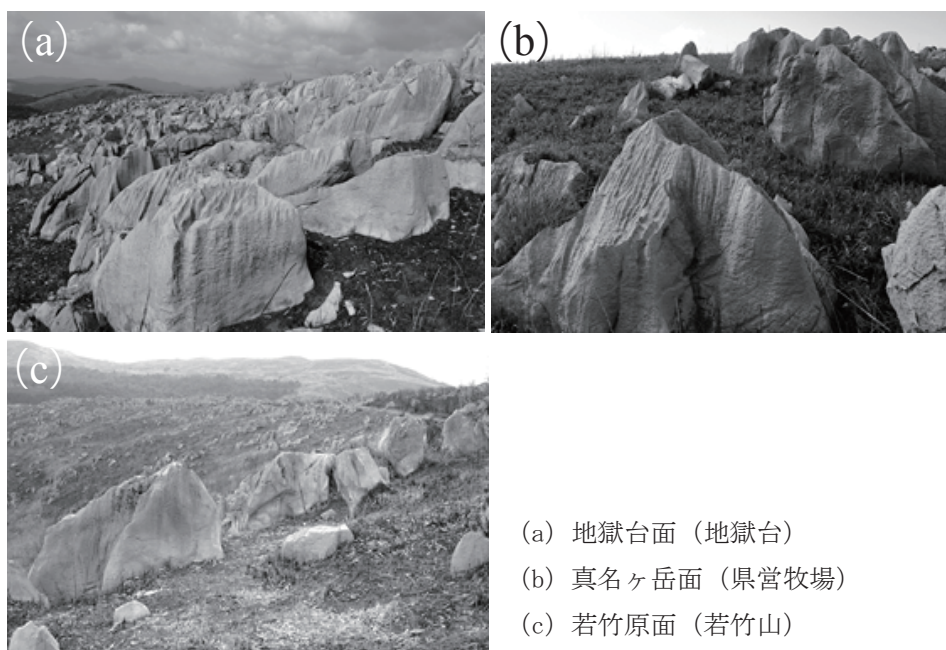 (a)
(b)
(c)
(a) 地獄台面（地獄台）
(b) 真名ヶ岳面（県営牧場）
(c) 若竹原面（若竹山）